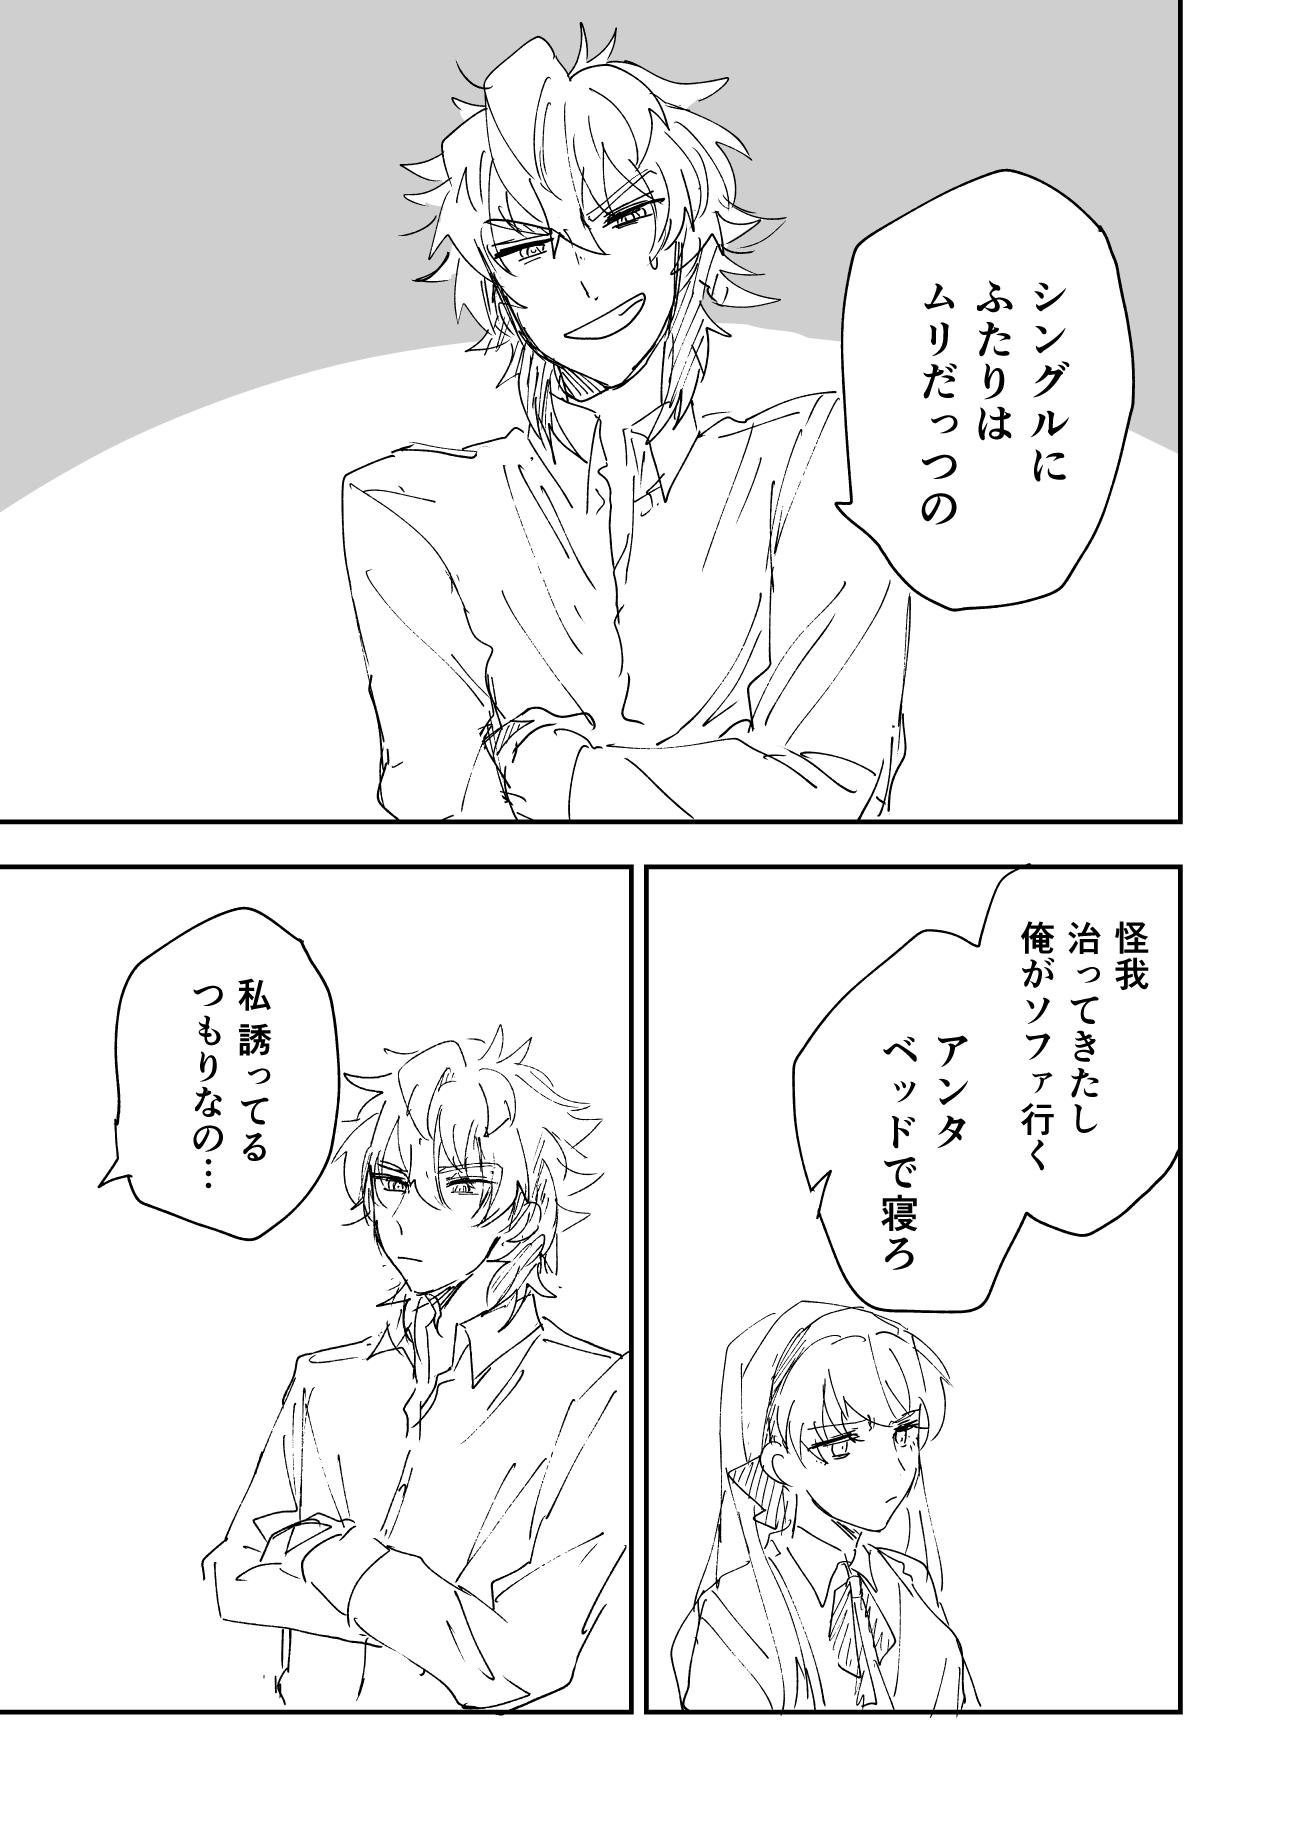 シングルに
ふたりは
ムリだっつの
怪我
治ってきたし
俺がソファ行く
アンタ
ベッドで寝ろ
私 誘ってる
つもりなの…